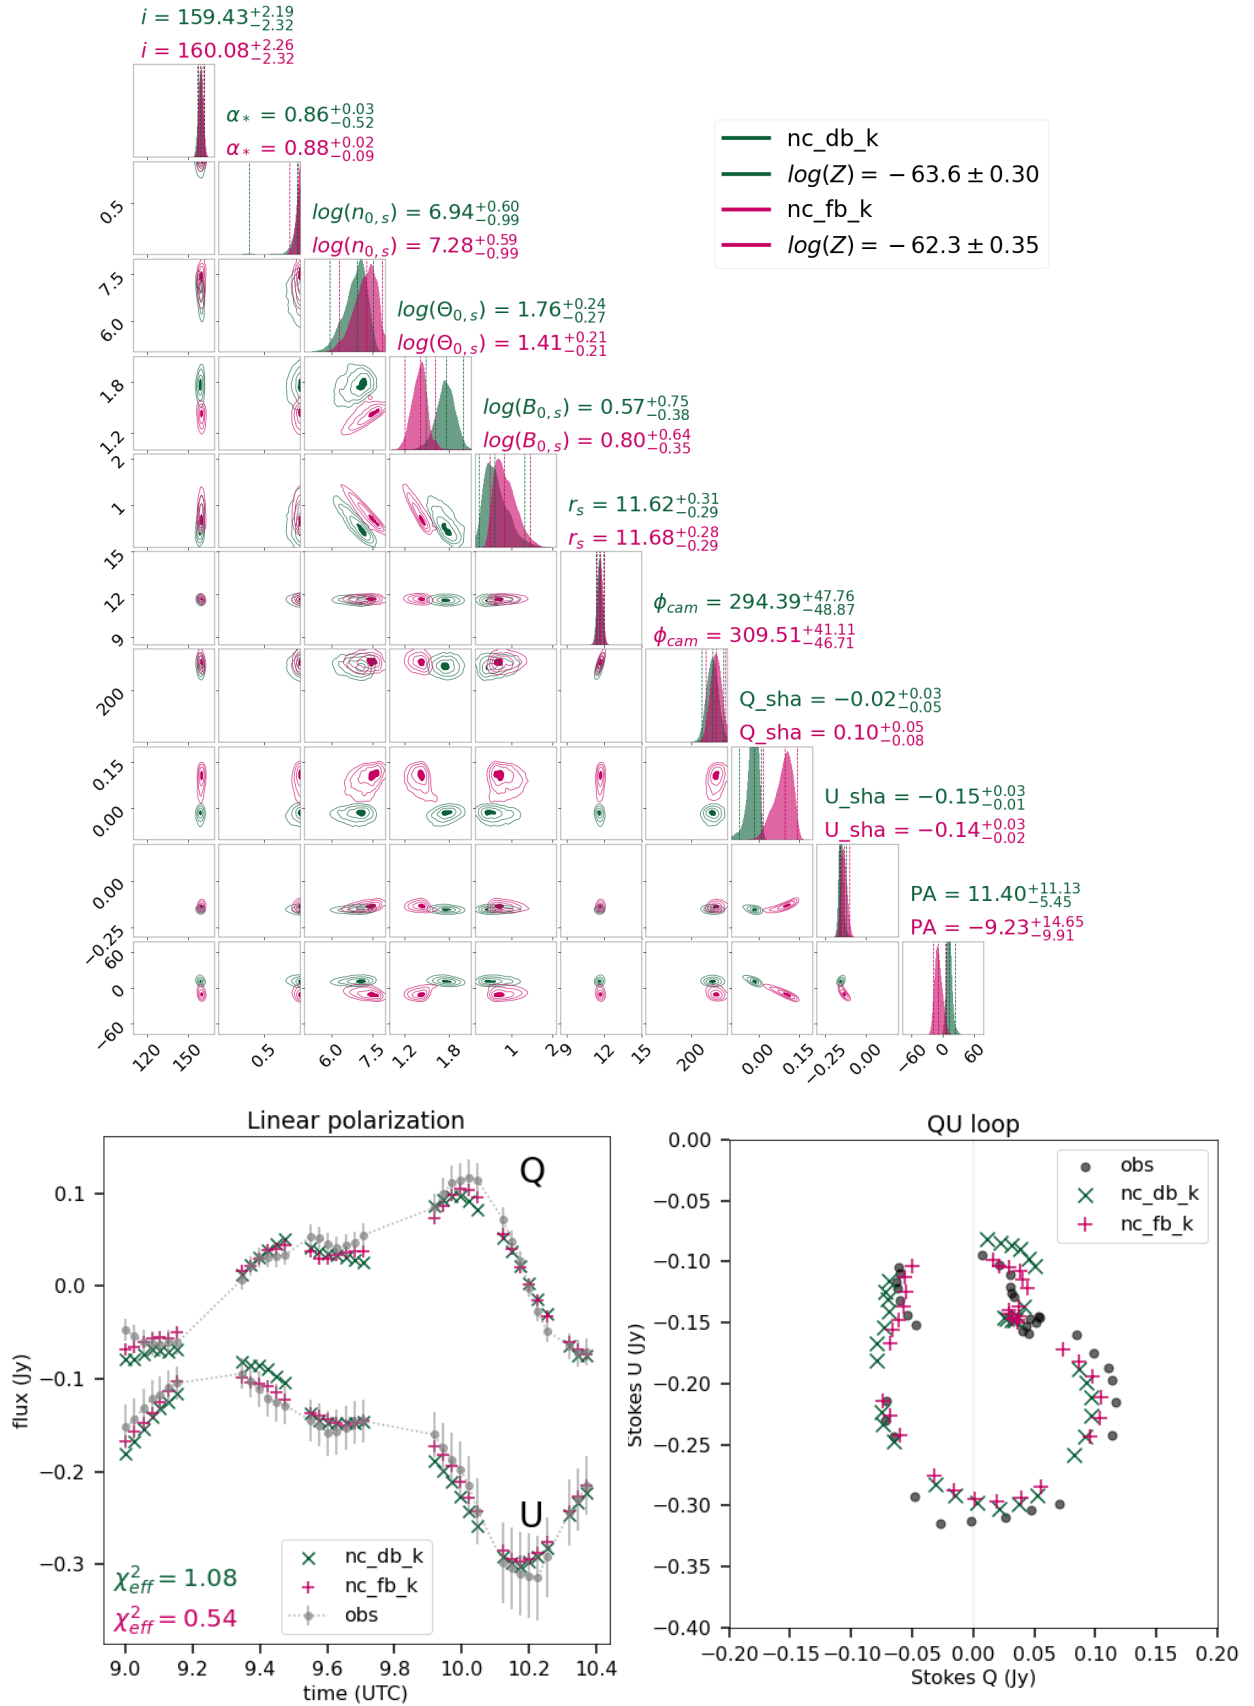 i = 159.43+2.19 −2.32
i = 160.08+2.26 −2.32
α* = 0.86+0.03 −0.52
α* = 0.88+0.02 −0.09
log(n0,s) = 6.94+0.60 −0.99
log(n0,s) = 7.28+0.59 −0.99
log(Θ0,s) = 1.76+0.24 −0.27
log(Θ0,s) = 1.41+0.21 −0.21
log(B0,s) = 0.57+0.75 −0.38
log(B0,s) = 0.80+0.64 −0.35
rs = 11.62+0.31 −0.29
rs = 11.68+0.28 −0.29
ϕcam = 294.39+47.76 −48.87
ϕcam = 309.51+41.11 −46.71
Q_sha = −0.02+0.03 −0.05
Q_sha = 0.10+0.05 −0.08
U_sha = −0.15+0.03 −0.01
U_sha = −0.14+0.03 −0.02
PA = 11.40+11.13 −5.45
PA = −9.23+14.65 −9.91
nc_db_k
log(Z) = −63.6 ± 0.30
nc_fb_k
log(Z) = −62.3 ± 0.35
0.5
7.5
6.0
1.8
1.2
2
1
15
12
9
200
0.15
0.00
0.00
−0.25
60
0
−60
120 150 0.5 6.0 7.5 1.2 1.8 1 2 9 12 200 0.00 0.15 −0.25 0.00 −60 0 60
Linear polarization
Q
U
0.1
0.0
−0.1
−0.2
−0.3
flux (Jy)
χ2eff = 1.08
χ2eff = 0.54
nc_db_k
nc_fb_k
obs
9.0 9.2 9.4 9.6 9.8 10.0 10.2 10.4
time (UTC)
QU loop
obs
nc_db_k
nc_fb_k
0.00
−0.05
−0.10
−0.15
−0.20
−0.25
−0.30
−0.35
−0.40
Stokes U (Jy)
−0.20 −0.15 −0.10 −0.05 0.00 0.05 0.10 0.15 0.20
Stokes Q (Jy)